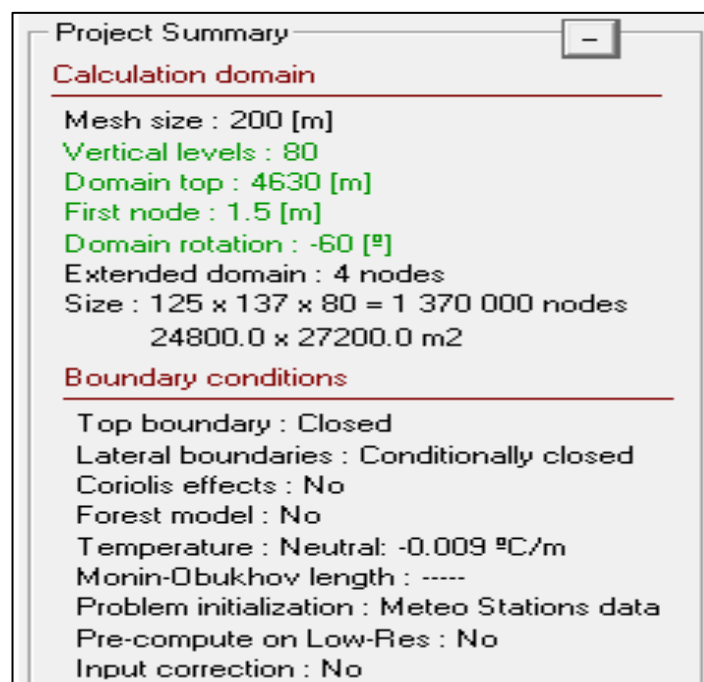 Project Summary
Calculation domain
Mesh size : 200 [m]
Vertical levels : 80
Domain top : 4630 [m]
First node : 1.5 [m]
Domain rotation : -60 [º]
Extended domain : 4 nodes
Size : 125 x 137 x 80 = 1 370 000 nodes
24800.0 x 27200.0 m2
Boundary conditions
Top boundary : Closed
Lateral boundaries : Conditionally closed
Coriolis effects : No
Forest model : No
Temperature : Neutral: -0.009 ºC/m
Monin-Obukhov length : -----
Problem initialization : Meteo Stations data
Pre-compute on Low-Res : No
Input correction : No